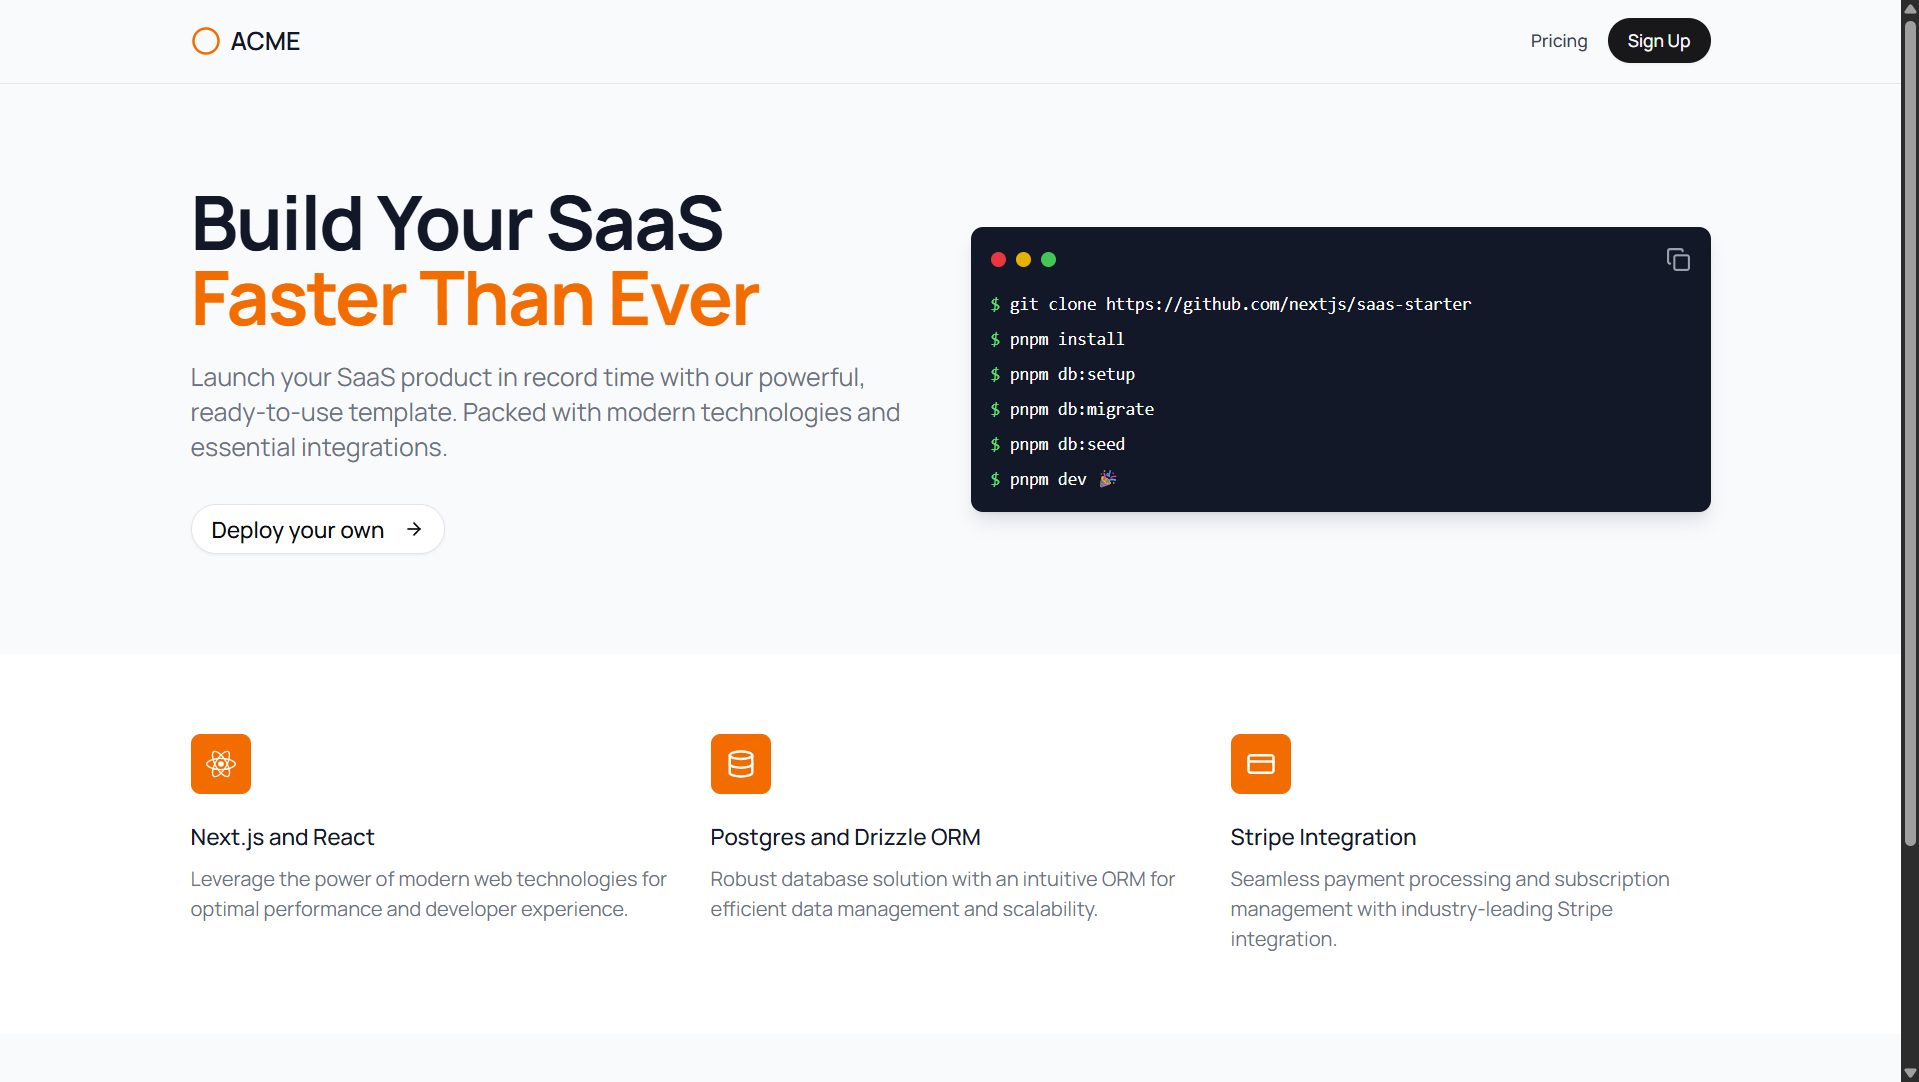 ACME
Pricing
Sign Up
Build Your SaaS
Faster Than Ever
Launch your SaaS product in record time with our powerful,
ready-to-use template. Packed with modern technologies and
essential integrations.
Deploy your own →
$ git clone https://github.com/nextjs/saas-starter
$ pnpm install
$ pnpm db:setup
$ pnpm db:migrate
$ pnpm db:seed
$ pnpm dev 🎉
Next.js and React
Leverage the power of modern web technologies for
optimal performance and developer experience.
Postgres and Drizzle ORM
Robust database solution with an intuitive ORM for
efficient data management and scalability.
Stripe Integration
Seamless payment processing and subscription
management with industry-leading Stripe
integration.